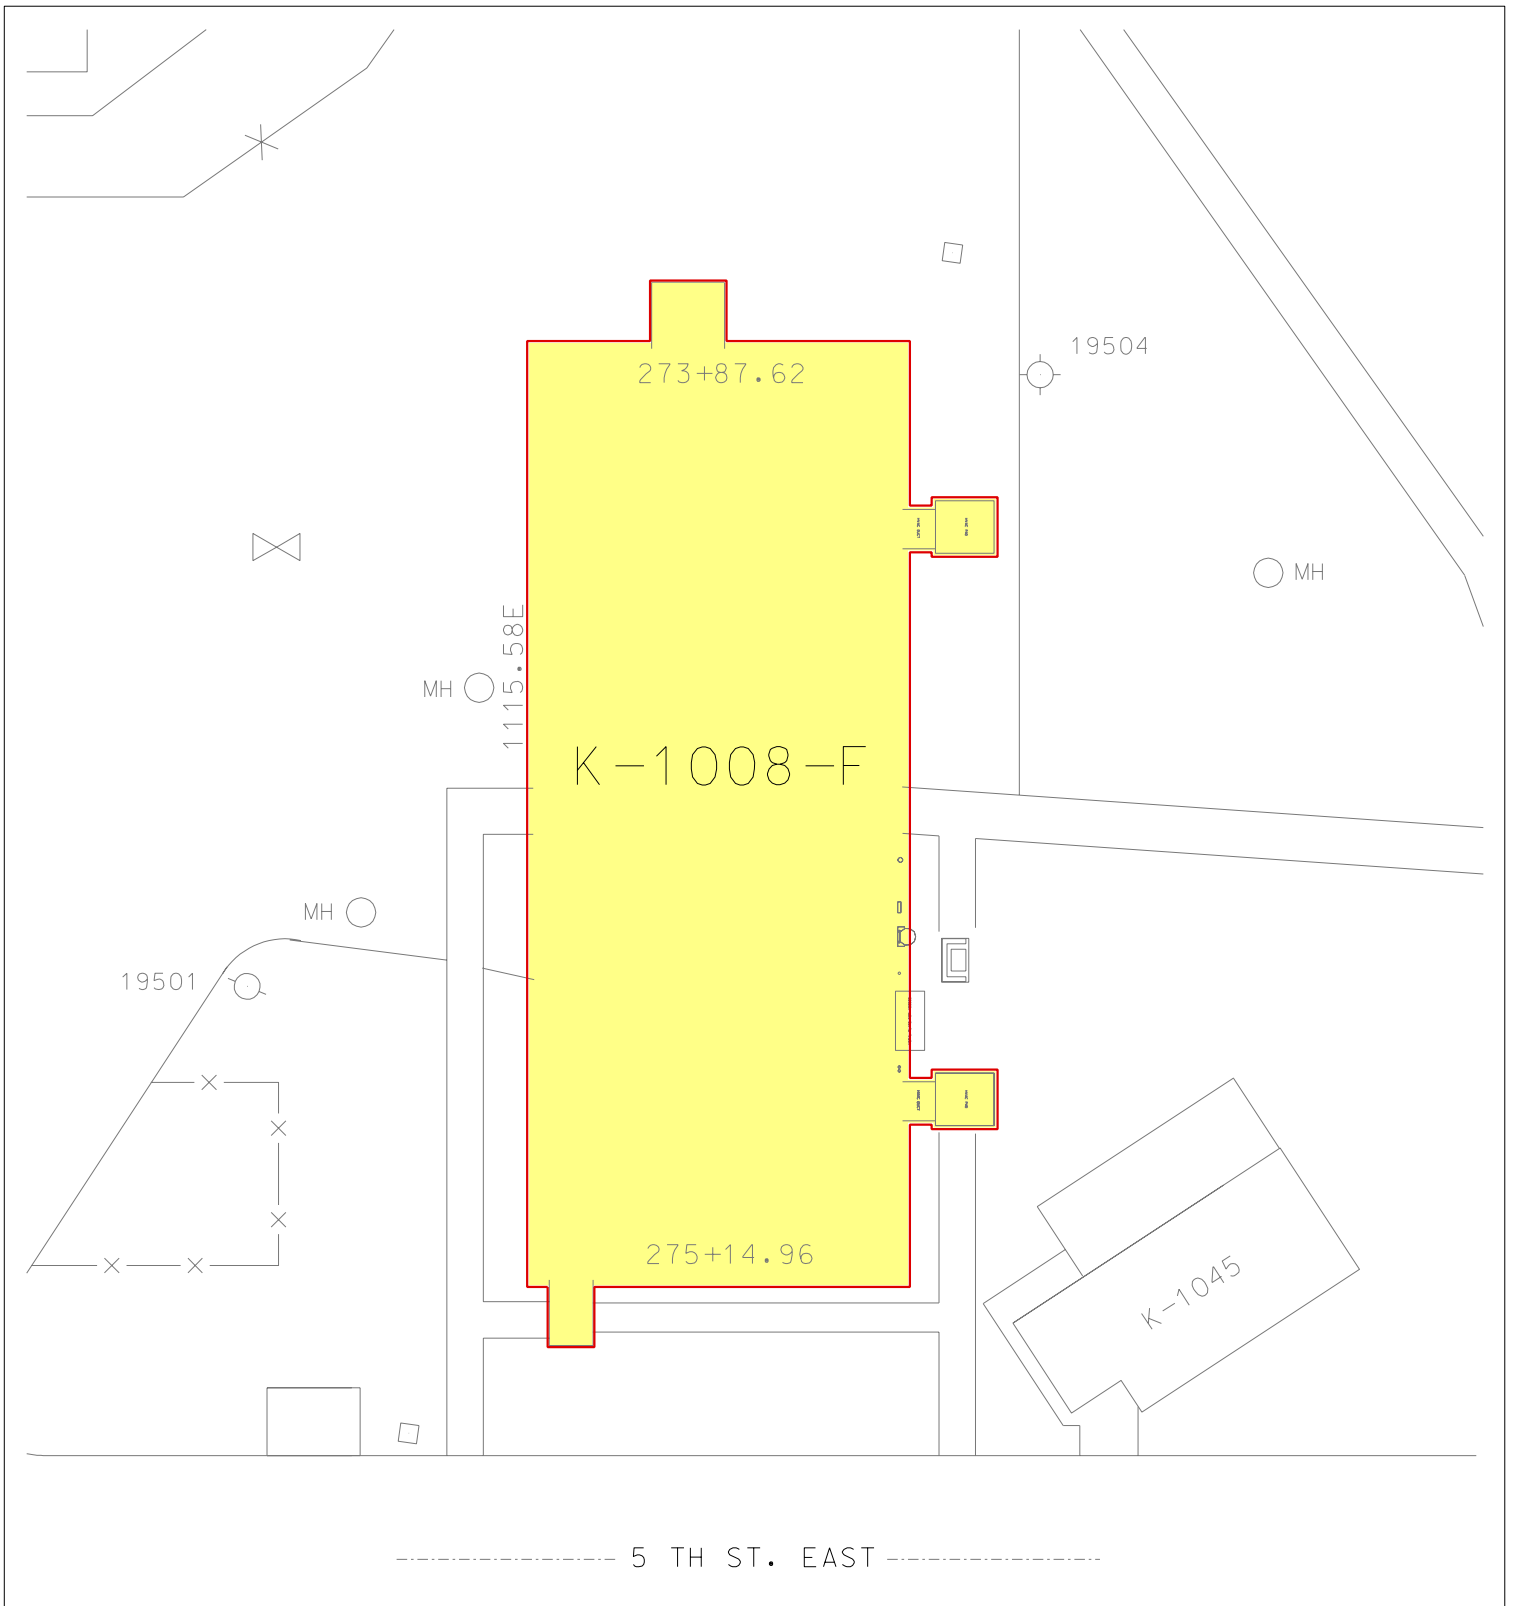 19504
273+87.62
MH
1115.58E
MH
K-1008-F
MH
19501
275+14.96
K-1045
5 TH ST. EAST